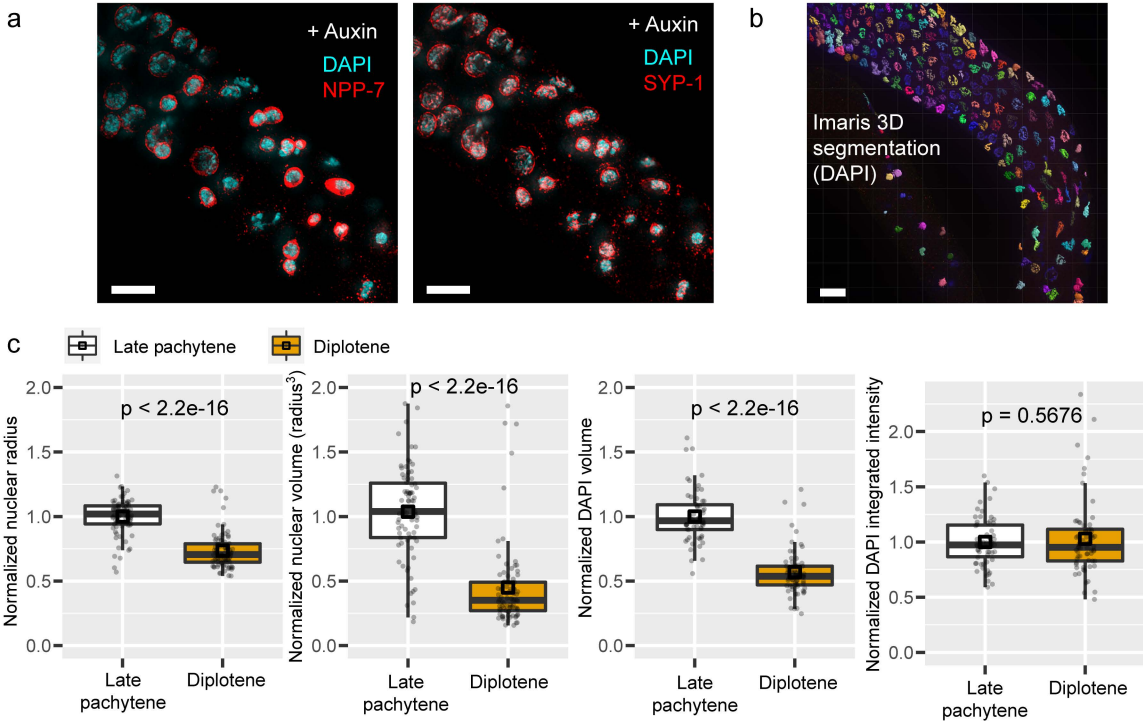 a
+ Auxin
DAPI
NPP-7
+ Auxin
DAPI
SYP-1
b
Imaris 3D
segmentation
(DAPI)
c
Late pachytene
Diplotene
Normalized nuclear radius
2.0
1.5
1.0
0.5
0.0
p < 2.2e-16
Late
pachytene
Diplotene
Normalized nuclear volume (radius³)
2.0
1.5
1.0
0.5
0.0
p < 2.2e-16
Late
pachytene
Diplotene
Normalized DAPI volume
2.0
1.5
1.0
0.5
0.0
p < 2.2e-16
Late
pachytene
Diplotene
Normalized DAPI integrated intensity
2.0
1.5
1.0
0.5
0.0
p = 0.5676
Late
pachytene
Diplotene